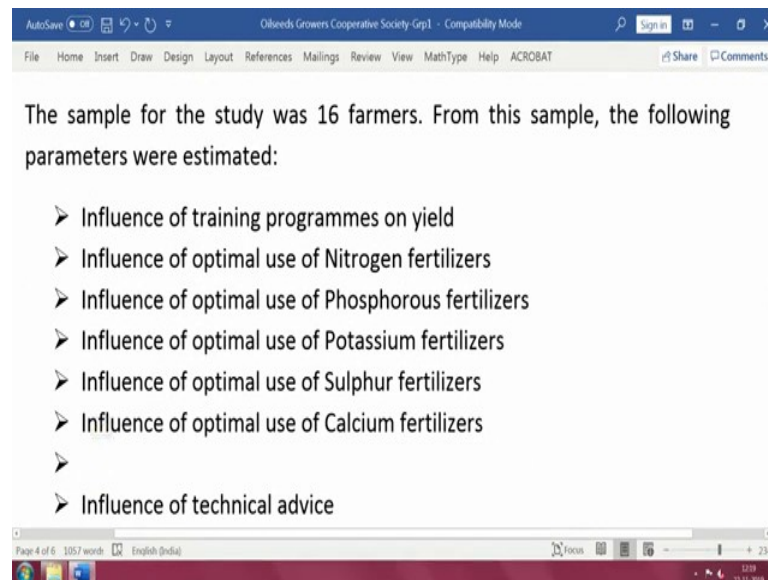 AutoSave Off Oilseeds Growers Cooperative Society-Grp1 - Compatibility Mode Sign in
File Home Insert Draw Design Layout References Mailings Review View MathType Help ACROBAT Share Comments
The sample for the study was 16 farmers. From this sample, the following
parameters were estimated:
➢ Influence of training programmes on yield
➢ Influence of optimal use of Nitrogen fertilizers
➢ Influence of optimal use of Phosphorous fertilizers
➢ Influence of optimal use of Potassium fertilizers
➢ Influence of optimal use of Sulphur fertilizers
➢ Influence of optimal use of Calcium fertilizers
➢
➢ Influence of technical advice
Page 4 of 6 1057 words English (India) Focus
12:19